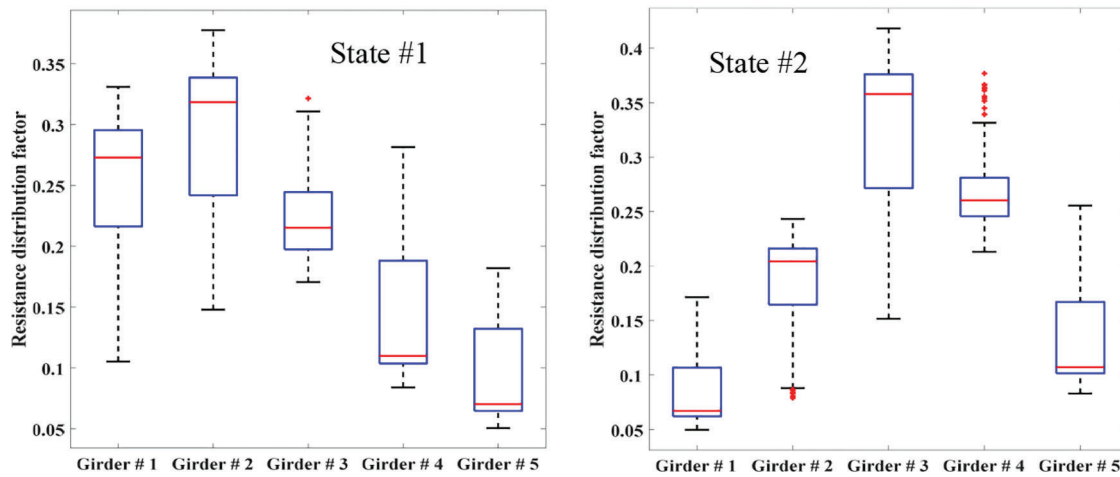 State #1
Resistance distribution factor
0.35
0.3
0.25
0.2
0.15
0.1
0.05
Girder # 1 Girder # 2 Girder # 3 Girder # 4 Girder # 5
State #2
Resistance distribution factor
0.4
0.35
0.3
0.25
0.2
0.15
0.1
0.05
Girder # 1 Girder # 2 Girder # 3 Girder # 4 Girder # 5